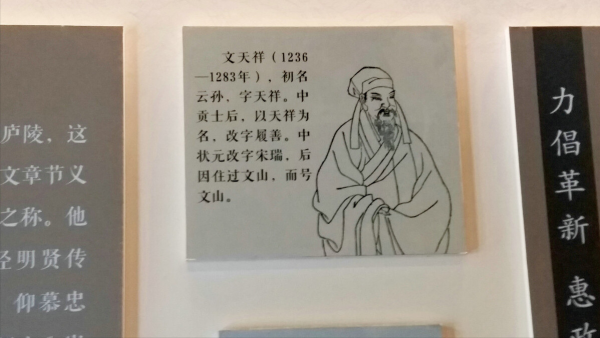 庐陵，这
文章节义
之称。他
经明贤传
仰慕忠
文天祥（1236
—1283年），初名
云孙，字天祥。中
贡士后，以天祥为
名，改字履善。中
状元改字宋瑞，后
因住过文山，而号
文山。
力倡革新 惠政